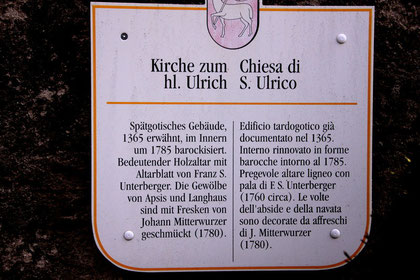 Kirche zum
hl. Ulrich
Chiesa di
S. Ulrico
Spätgotisches Gebäude,
1365 erwähnt, im Innern
um 1785 barockisiert.
Bedeutender Holzaltar mit
Altarblatt von Franz S.
Unterberger. Die Gewölbe
von Apsis und Langhaus
sind mit Fresken von
Johann Mitterwurzer
geschmückt (1780).
Edificio tardogotico già
documentato nel 1365.
Interno rinnovato in forme
barocche intorno al 1785.
Pregevole altare ligneo con
pala di F. S. Unterberger
(1760 circa). Le volte
dell'abside e della navata
sono decorate da affreschi
di J. Mitterwurzer
(1780).